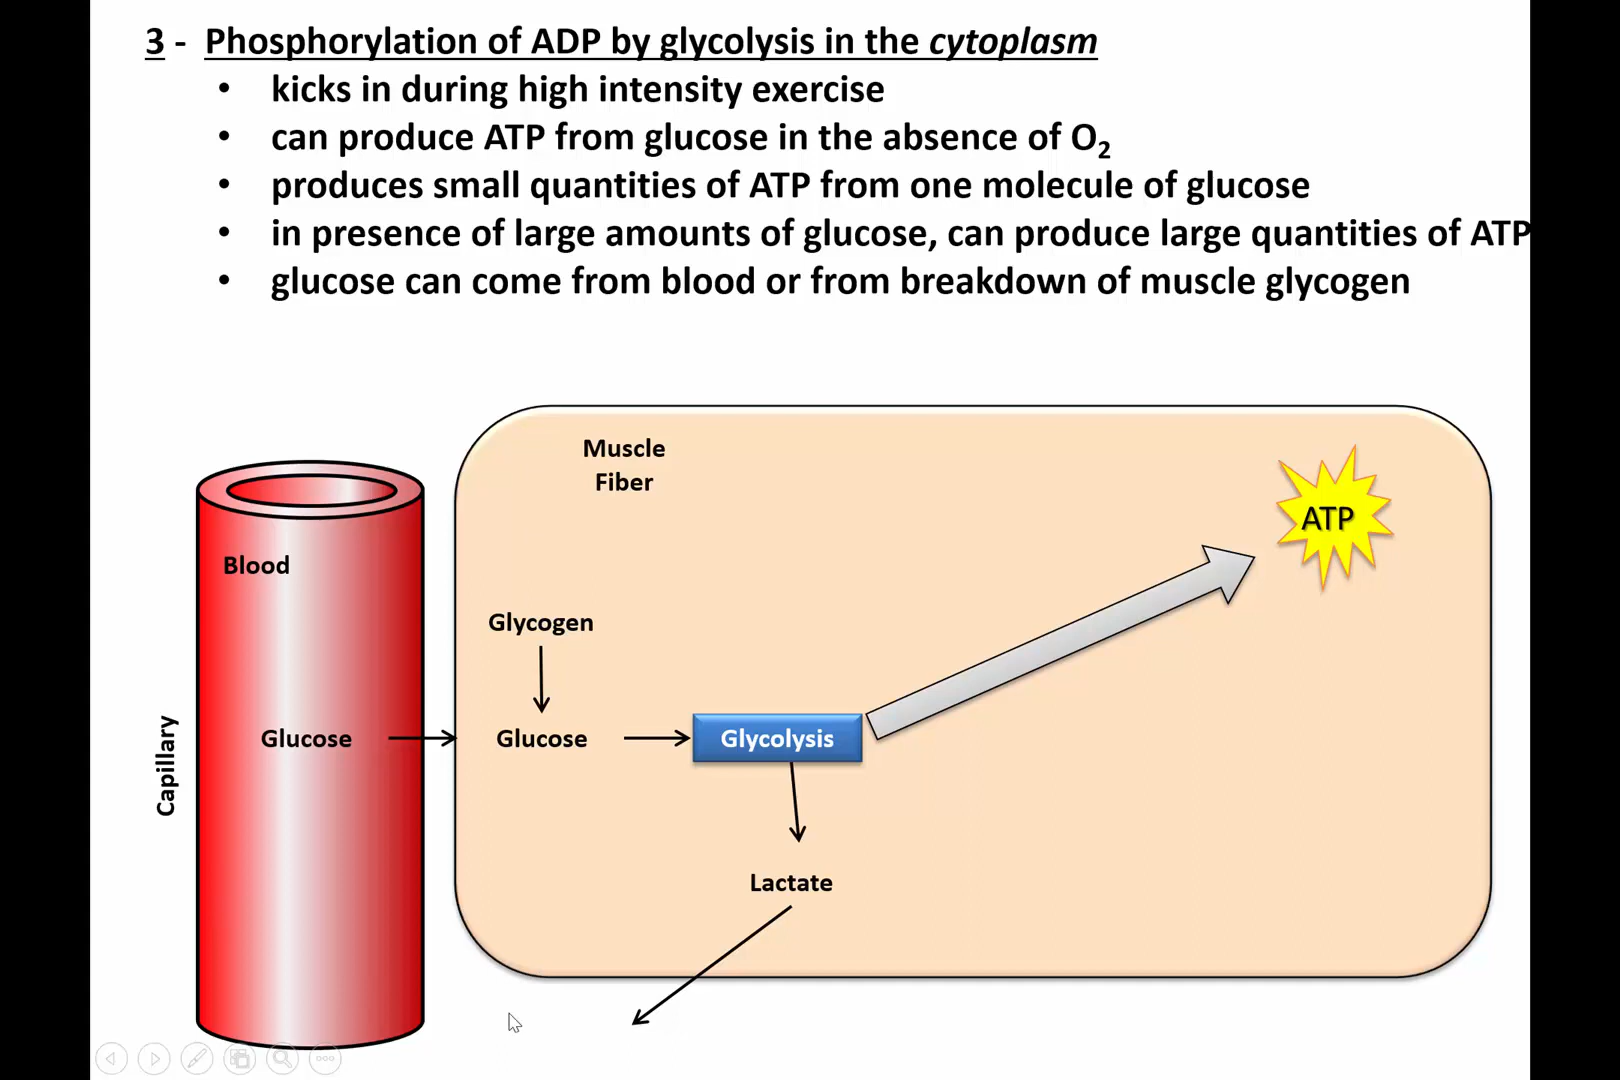 3 - Phosphorylation of ADP by glycolysis in the cytoplasm
• kicks in during high intensity exercise
• can produce ATP from glucose in the absence of O₂
• produces small quantities of ATP from one molecule of glucose
• in presence of large amounts of glucose, can produce large quantities of ATP
• glucose can come from blood or from breakdown of muscle glycogen
Muscle
Fiber
ATP
Blood
Glycogen
Capillary
Glucose
Glucose
Glycolysis
Lactate